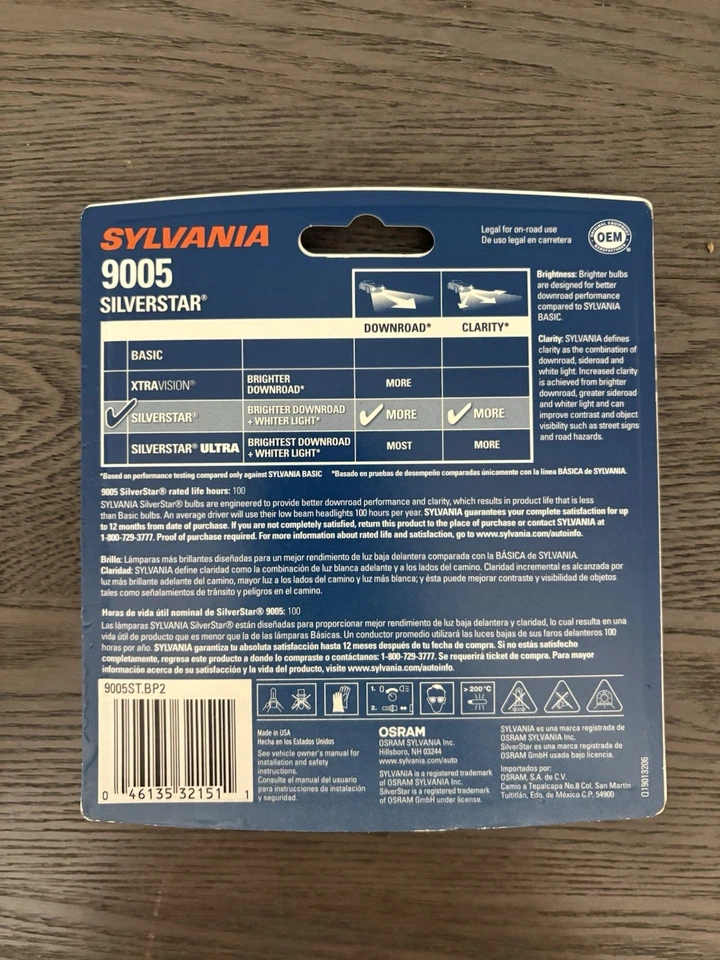 SYLVANIA
9005
SILVERSTAR®
Legal for on-road use
De uso legal en carretera
ORIGINAL EQUIPMENT
OEM
MANUFACTURER
DOWNROAD* CLARITY*
BASIC
XTRAVISION® BRIGHTER DOWNROAD* MORE
SILVERSTAR® BRIGHTER DOWNROAD + WHITER LIGHT* MORE MORE
SILVERSTAR® ULTRA BRIGHTEST DOWNROAD + WHITER LIGHT* MOST MORE
Brightness: Brighter bulbs
are designed for better
downroad performance
compared to SYLVANIA
BASIC.
Clarity: SYLVANIA defines
clarity as the combination of
downroad, sideroad and
white light. Increased clarity
is achieved from brighter
downroad, greater sideroad
and whiter light and can
improve contrast and object
visibility such as street signs
and road hazards.
*Based on performance testing compared only against SYLVANIA BASIC *Basado en pruebas de desempeño comparadas únicamente con la línea BÁSICA de SYLVANIA.
9005 SilverStar® rated life hours: 100
SYLVANIA SilverStar® bulbs are engineered to provide better downroad performance and clarity, which results in product life that is less
than Basic bulbs. An average driver will use their low beam headlights 100 hours per year. SYLVANIA guarantees your complete satisfaction for up
to 12 months from date of purchase. If you are not completely satisfied, return this product to the place of purchase or contact SYLVANIA at
1-800-729-3777. Proof of purchase required. For more information about rated life and satisfaction, go to www.sylvania.com/autoinfo.
Brillo: Lámparas más brillantes diseñadas para un mejor rendimiento de luz baja delantera comparada con la BÁSICA de SYLVANIA.
Claridad: SYLVANIA define claridad como la combinación de luz blanca adelante y a los lados del camino. Claridad incremental es alcanzada por
luz más brillante adelante del camino, mayor luz a los lados del camino y luz más blanca; y ésta puede mejorar contraste y visibilidad de objetos
tales como señalamientos de tránsito y peligros en el camino.
Horas de vida útil nominal de SilverStar® 9005: 100
Las lámparas SYLVANIA SilverStar® están diseñadas para proporcionar mejor rendimiento de luz baja delantera y claridad, lo cual resulta en una
vida útil de producto que es menor que la de las lámparas Básicas. Un conductor promedio utilizará las luces bajas de sus faros delanteros 100
horas por año. SYLVANIA garantiza tu absoluta satisfacción hasta 12 meses después de tu fecha de compra. Si no estás satisfecho
completamente, regresa este producto a donde lo compraste o contáctanos: 1-800-729-3777. Se requerirá ticket de compra. Para mayor
información acerca de su satisfacción y la vida del producto, visite www.sylvania.com/autoinfo.
9005ST.BP2
0 46135 32151 1
1.
2.
>200°C
Made in USA
Hecho en los Estados Unidos
See vehicle owner's manual for
installation and safety
instructions.
Consulte el manual del usuario
para instrucciones de instalación
y seguridad.
OSRAM
OSRAM SYLVANIA Inc.
Hillsboro, NH 03244
www.sylvania.com/auto
SYLVANIA is a registered trademark
of OSRAM SYLVANIA Inc.
SilverStar is a registered trademark
of OSRAM GmbH under license.
SYLVANIA es una marca registrada de
OSRAM SYLVANIA Inc.
SilverStar es una marca registrada de
OSRAM GmbH usada bajo licencia.
Importados por:
OSRAM, S.A. de C.V.
Camio a Tepalcapa No.8 Col. San Martin
Tultitlán, Edo. de México C.P. 54900
Q19013206